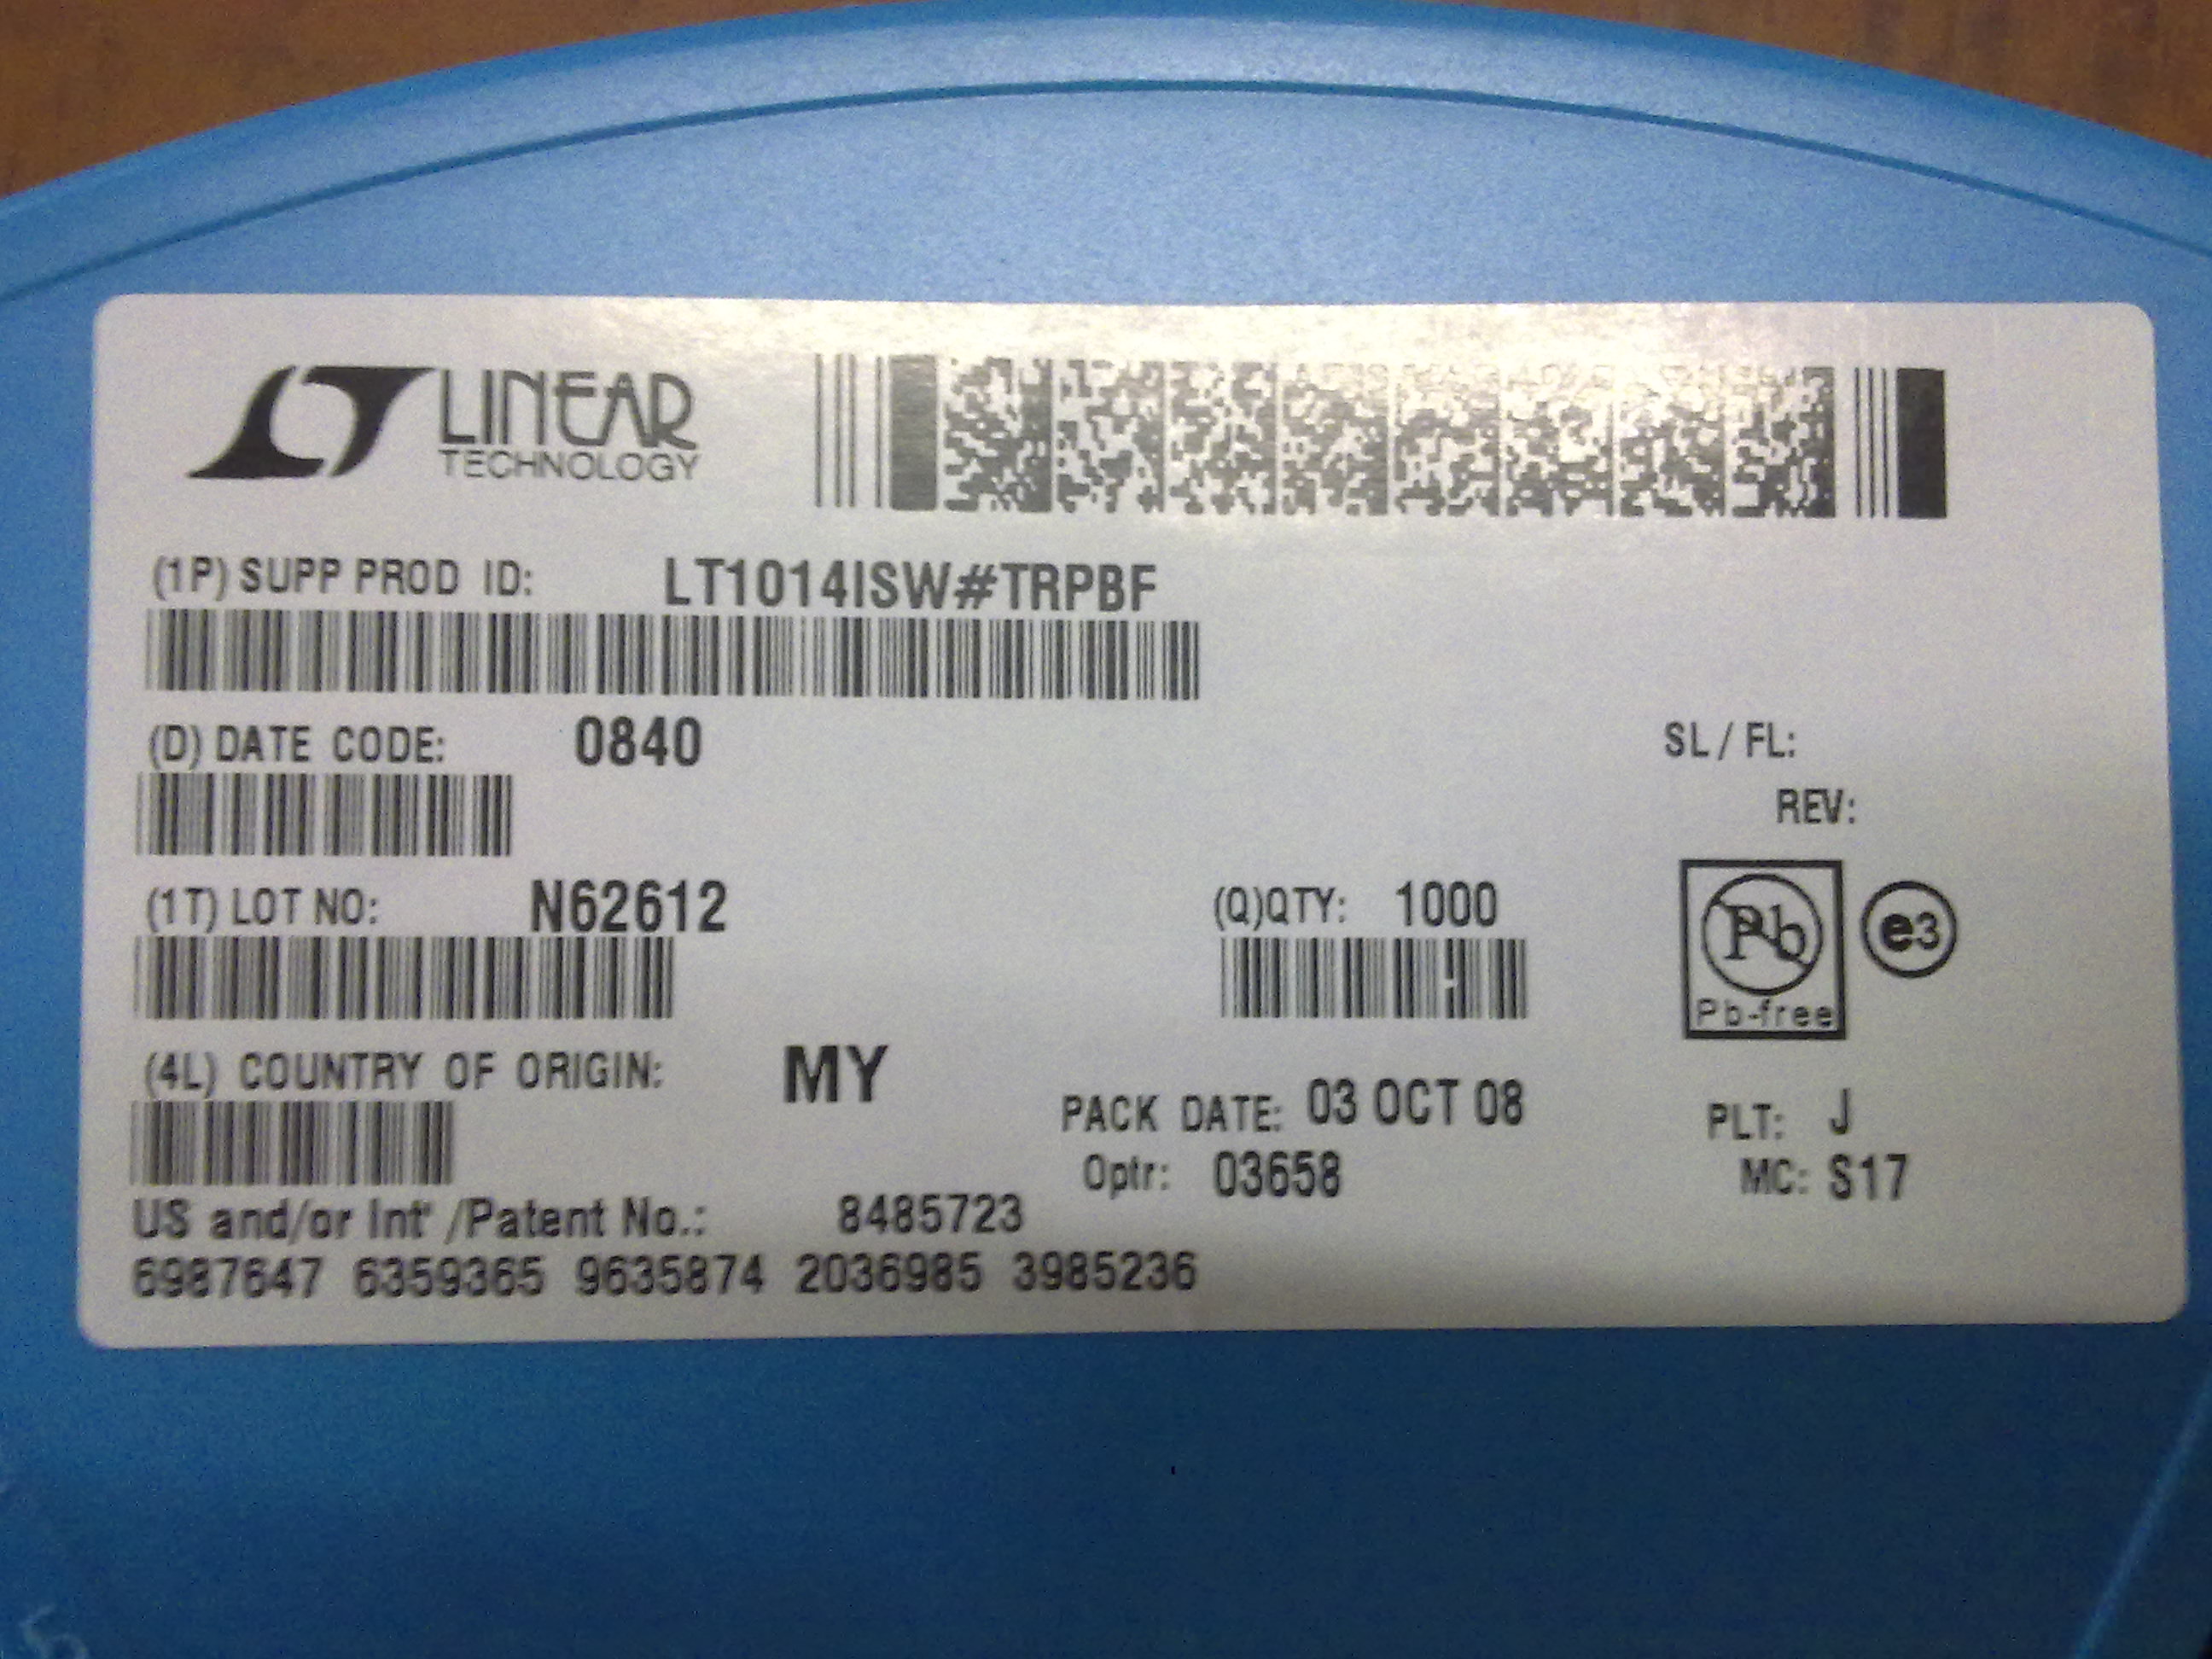 LINEAR
TECHNOLOGY
(1P) SUPP PROD ID: LT1014ISW#TRPBF
(D) DATE CODE: 0840
SL / FL:
REV:
(1T) LOT NO: N62612
(Q)QTY: 1000
Pb
Pb-free
e3
(4L) COUNTRY OF ORIGIN: MY
PACK DATE: 03 OCT 08
PLT: J
Optr: 03658
MC: S17
US and/or Int' /Patent No.: 8485723
6987647 6359365 9635874 2036985 3985236